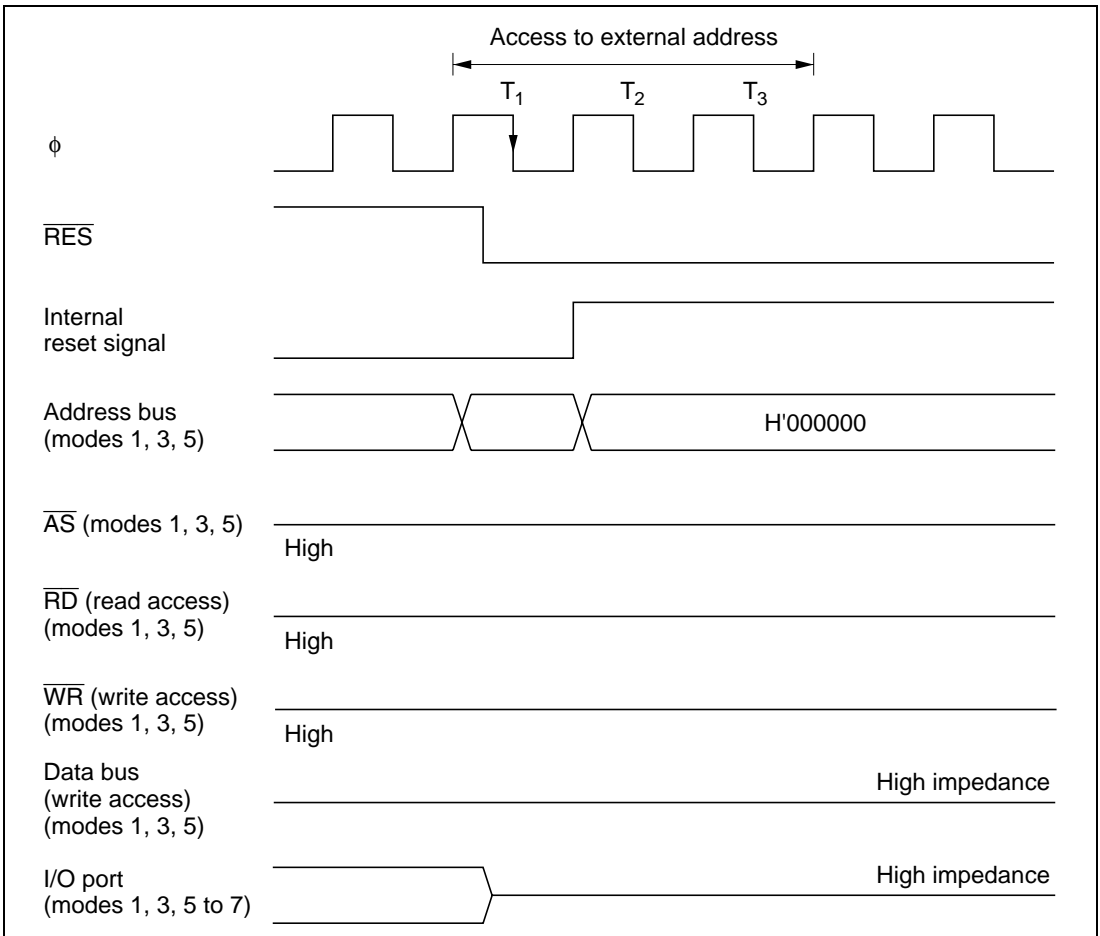 Access to external address
T1 T2 T3
φ
RES
Internal
reset signal
Address bus
(modes 1, 3, 5)
H'000000
AS (modes 1, 3, 5)
High
RD (read access)
(modes 1, 3, 5)
High
WR (write access)
(modes 1, 3, 5)
High
Data bus
(write access)
(modes 1, 3, 5)
High impedance
I/O port
(modes 1, 3, 5 to 7)
High impedance